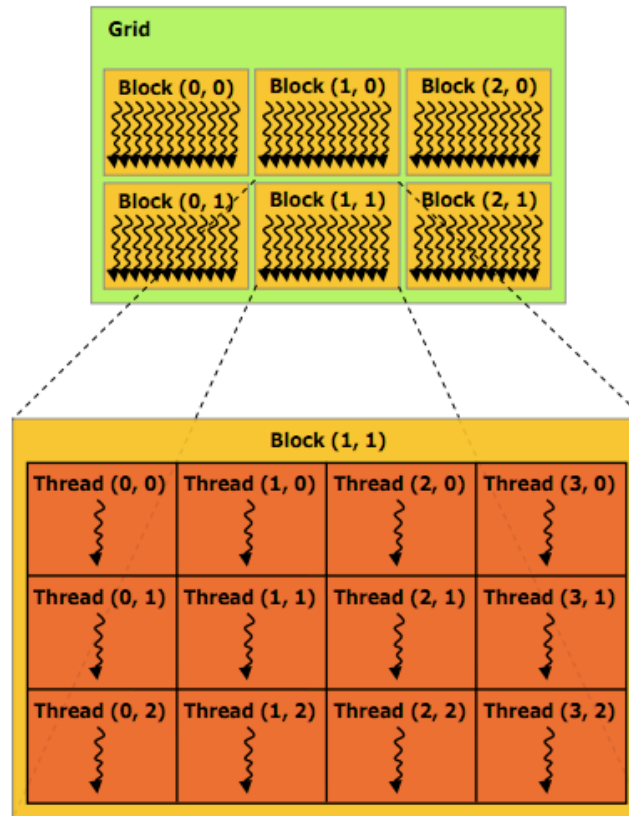 Grid
Block (0, 0) Block (1, 0) Block (2, 0)
Block (0, 1) Block (1, 1) Block (2, 1)
Block (1, 1)
Thread (0, 0) Thread (1, 0) Thread (2, 0) Thread (3, 0)
Thread (0, 1) Thread (1, 1) Thread (2, 1) Thread (3, 1)
Thread (0, 2) Thread (1, 2) Thread (2, 2) Thread (3, 2)